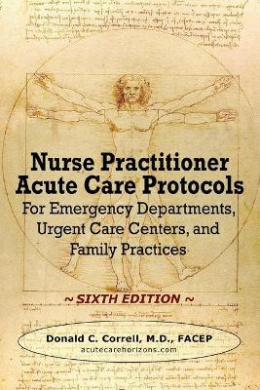 Nurse Practitioner
Acute Care Protocols
For Emergency Departments,
Urgent Care Centers, and
Family Practices
~ SIXTH EDITION ~
Donald C. Correll, M.D., FACEP
acutecarehorizons.com